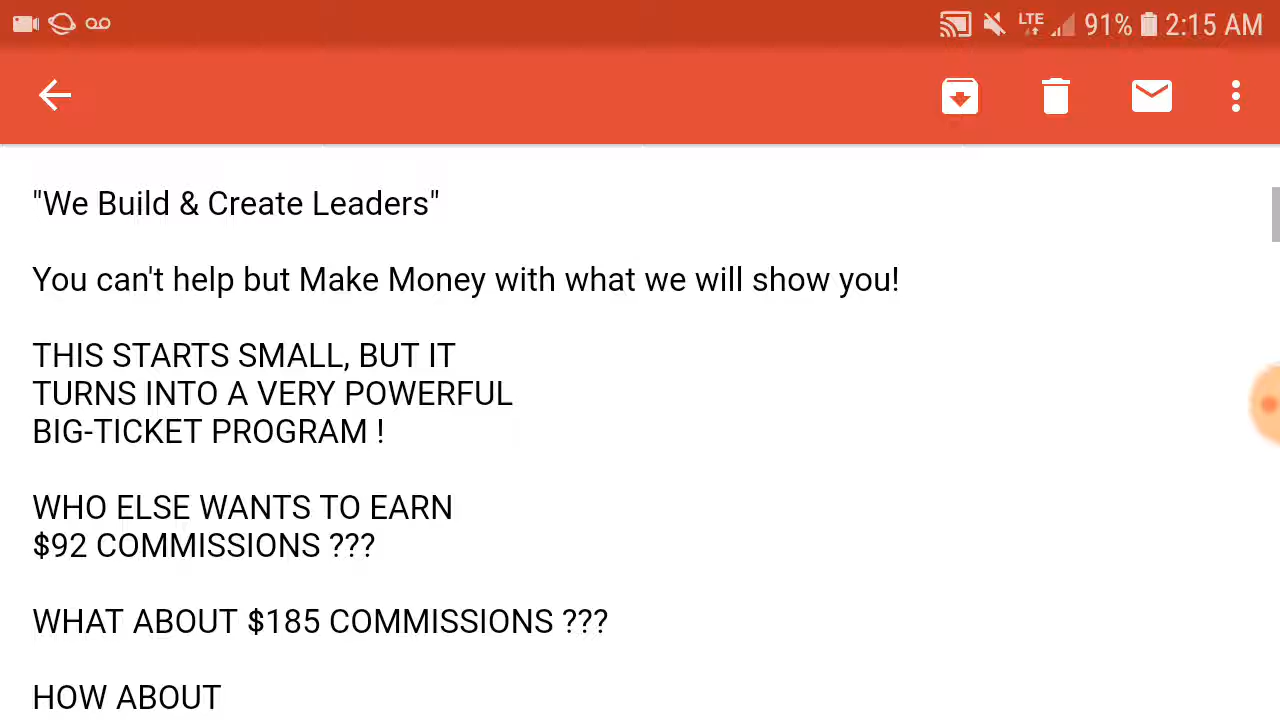 LTE 91% 2:15 AM
"We Build & Create Leaders"
You can't help but Make Money with what we will show you!
THIS STARTS SMALL, BUT IT
TURNS INTO A VERY POWERFUL
BIG-TICKET PROGRAM !
WHO ELSE WANTS TO EARN
$92 COMMISSIONS ???
WHAT ABOUT $185 COMMISSIONS ???
HOW ABOUT